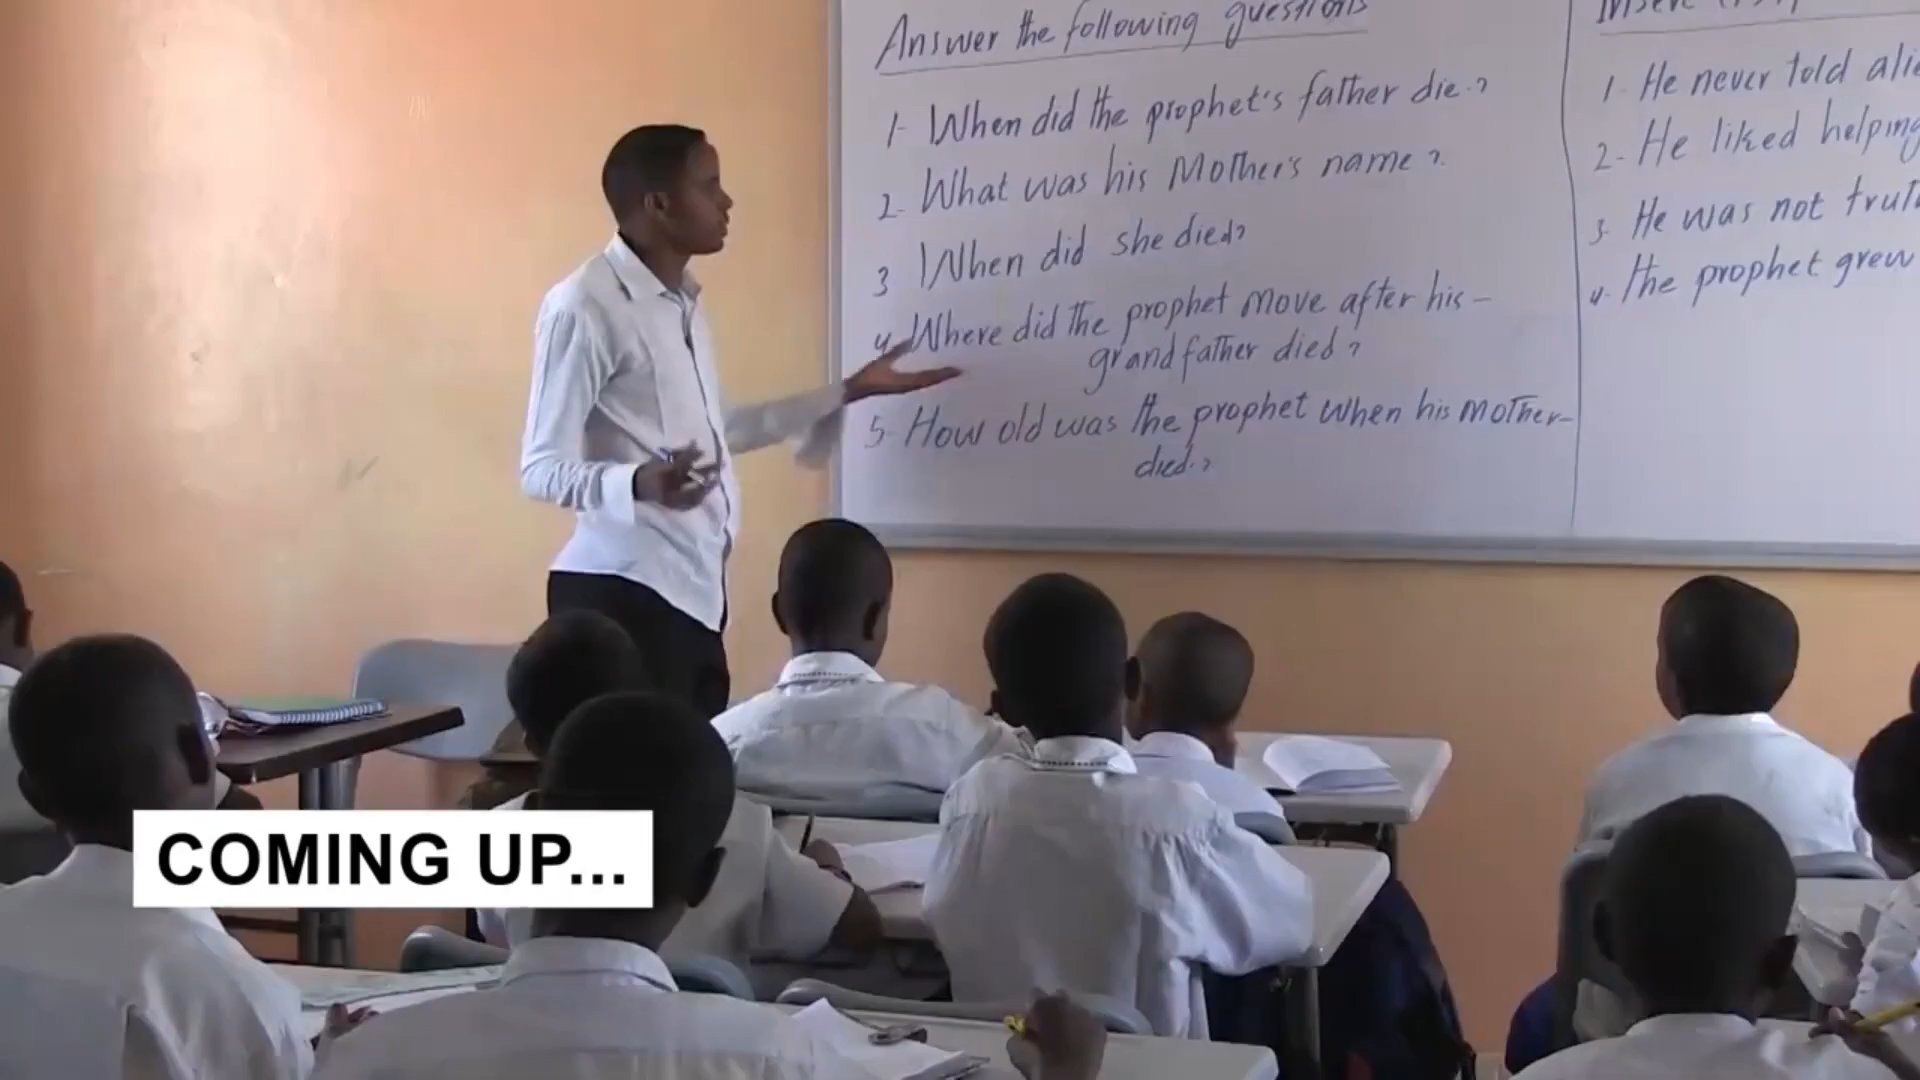 Answer the following questions
1- When did the prophet's father die?
2- What was his Mother's name?
3 When did she died?
4- Where did the prophet move after his -
grandfather died?
5- How old was the prophet when his mother-
died?
1- He never told
2- He liked helping
3- He was not
4- The prophet grew
COMING UP...